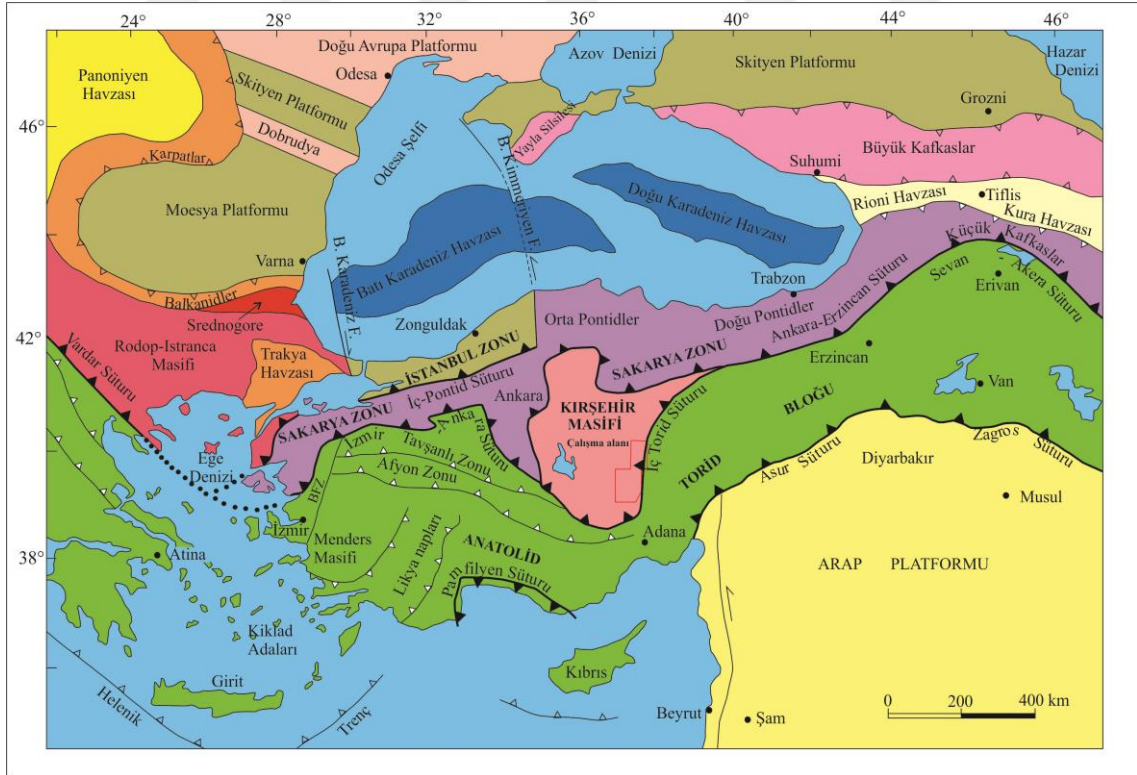 24° 28° 32° 36° 40° 44° 46°
46°
42°
40°
38°
Panoniyen
Havzası
Skityen Platformu
Doğu Avrupa Platformu
Odesa
Dobrudya
Karpatlar
Moesya Platformu
Varna
Balkanidler
Srednogore
Rodop-Istranca
Masifi
Trakya
Havzası
Vardar Süturu
Odesa Şelfi
Azov Denizi
Skityen Platformu
Hazar
Denizi
Grozni
Yayla Silsilesi
B. Kimmeriyen F.
Büyük Kafkaslar
Suhumi
Rioni Havzası
Tiflis
Kura Havzası
Doğu Karadeniz Havzası
Batı Karadeniz Havzası
B. Karadeniz F.
Trabzon
Küçük Kafkaslar
Sevan Akera Süturu
Erivan
Zonguldak
Orta Pontidler
Doğu Pontidler
Ankara-Erzincan Süturu
İSTANBUL ZONU
SAKARYA ZONU
İç-Pontid Süturu
SAKARYA ZONU
Ankara
Erzincan
Van
KIRŞEHİR
MASİFİ
Çalışma alanı
İç Torid Süturu
TORİD BLOĞU
İzmir Ankara Süturu
Tavşanlı Zonu
Afyon Zonu
BFZ
Ege
Denizi
İzmir
Menders
Masifi
Likya napları
ANATOLİD
Pamfilyen Süturu
Adana
Asur Süturu
Zagros Süturu
Diyarbakır
Musul
ARAP PLATFORMU
Atina
Kiklad
Adaları
Girit
Helenik Trenç
Kıbrıs
Beyrut
Şam
0 200 400 km